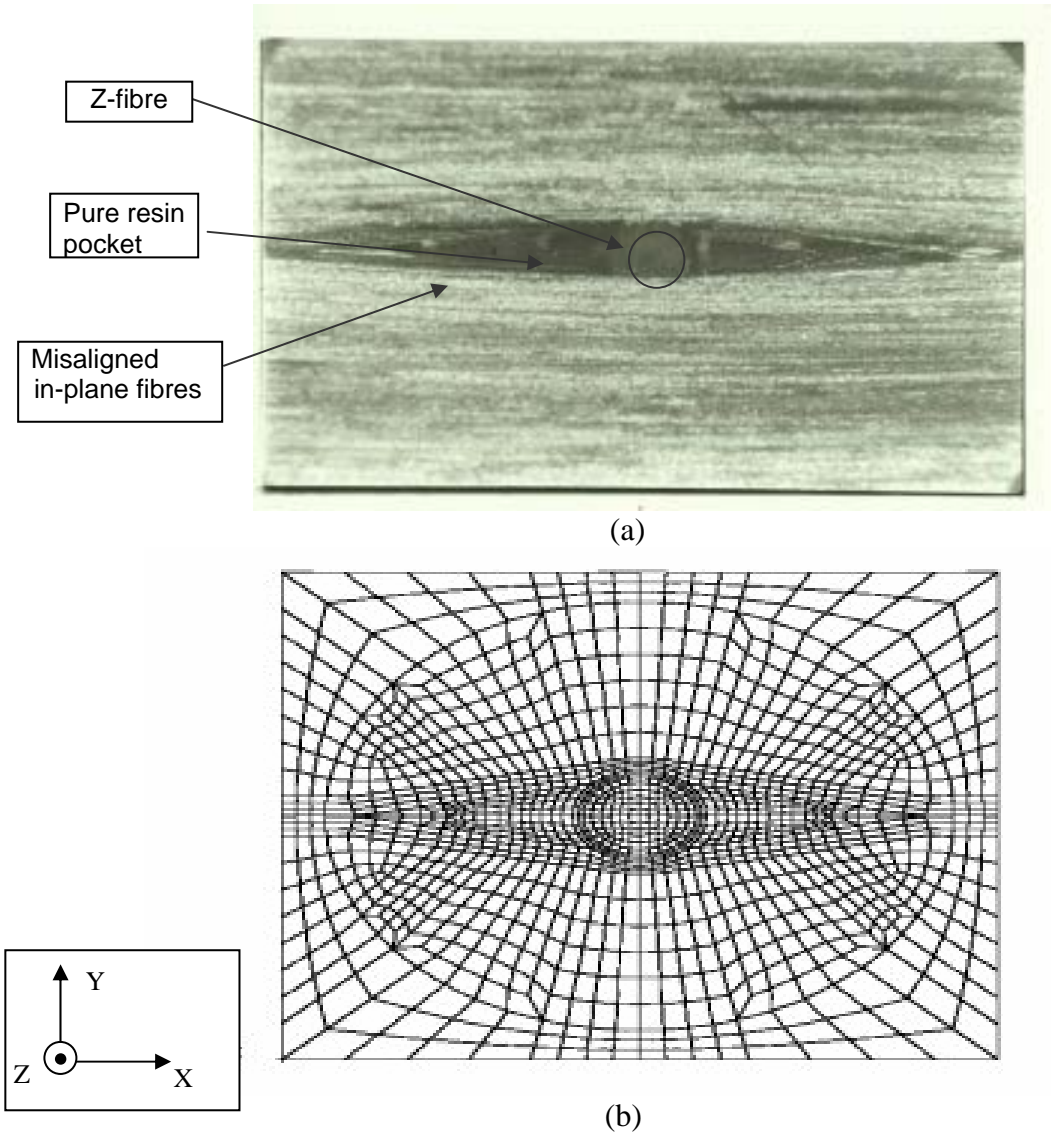 Z-fibre
Pure resin
pocket
Misaligned
in-plane fibres
(a)
Y
Z
X
(b)